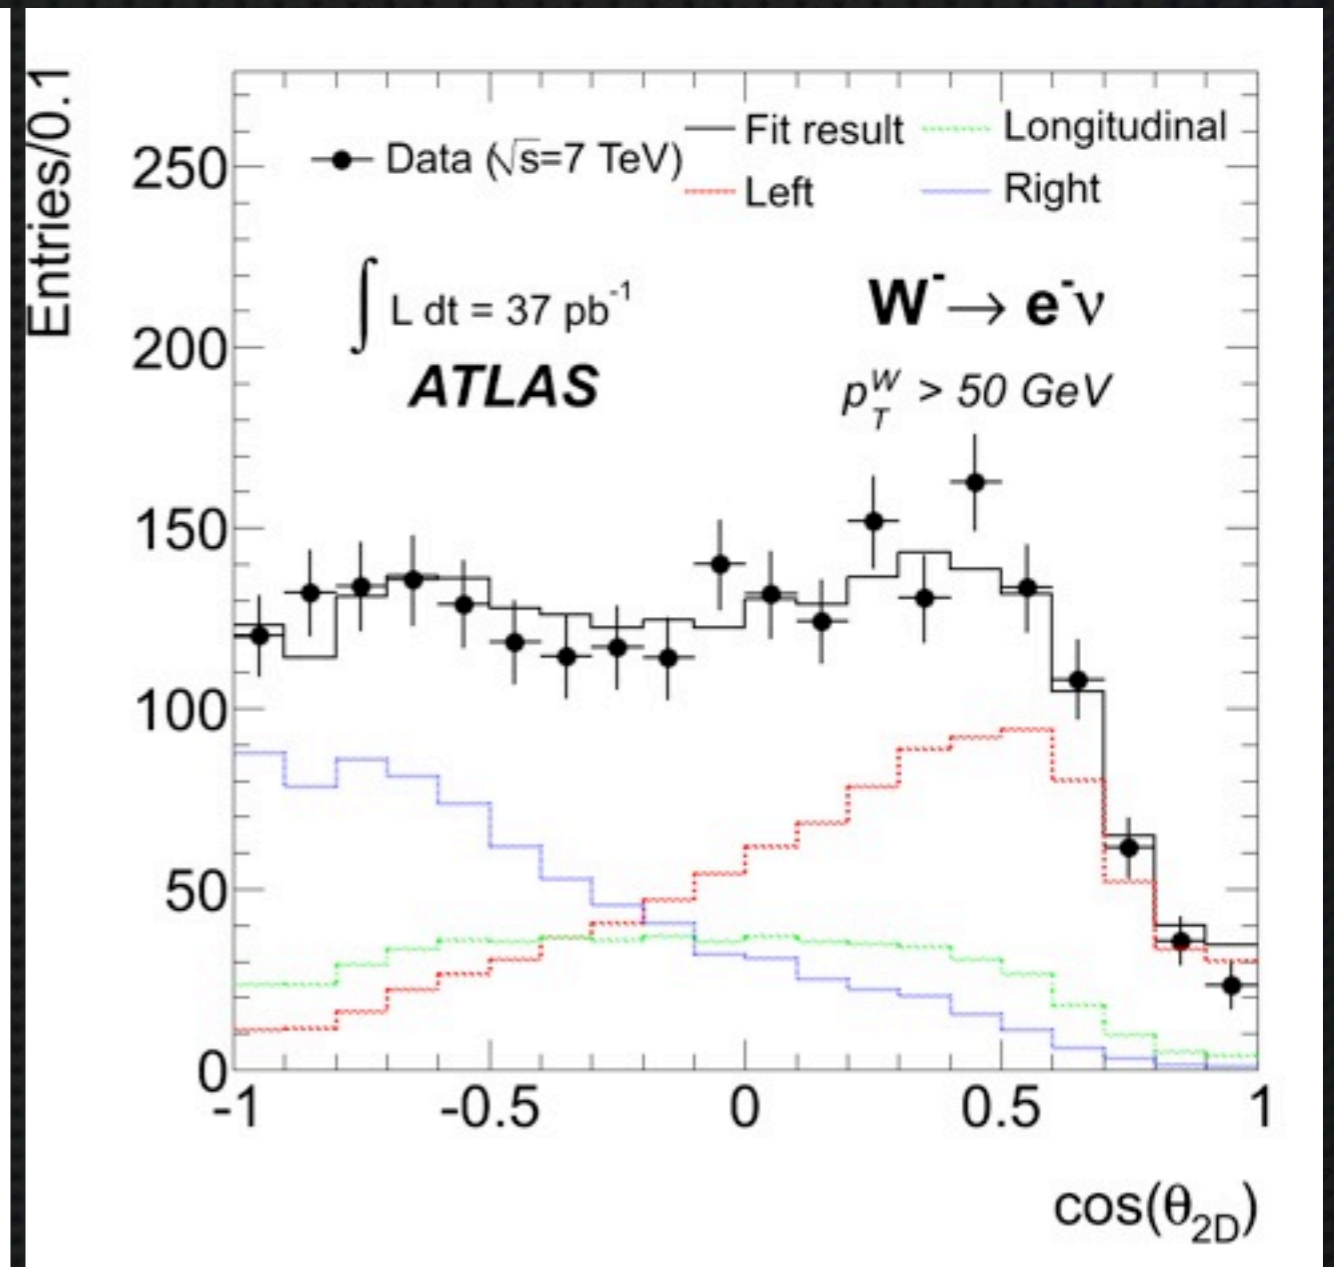 Entries/0.1
250
200
150
100
50
0
Data (√s=7 TeV)
Fit result
Longitudinal
Left
Right
∫ L dt = 37 pb⁻¹
ATLAS
W⁻ → e⁻ν
p_T^W > 50 GeV
-1 -0.5 0 0.5 1
cos(θ_2D)